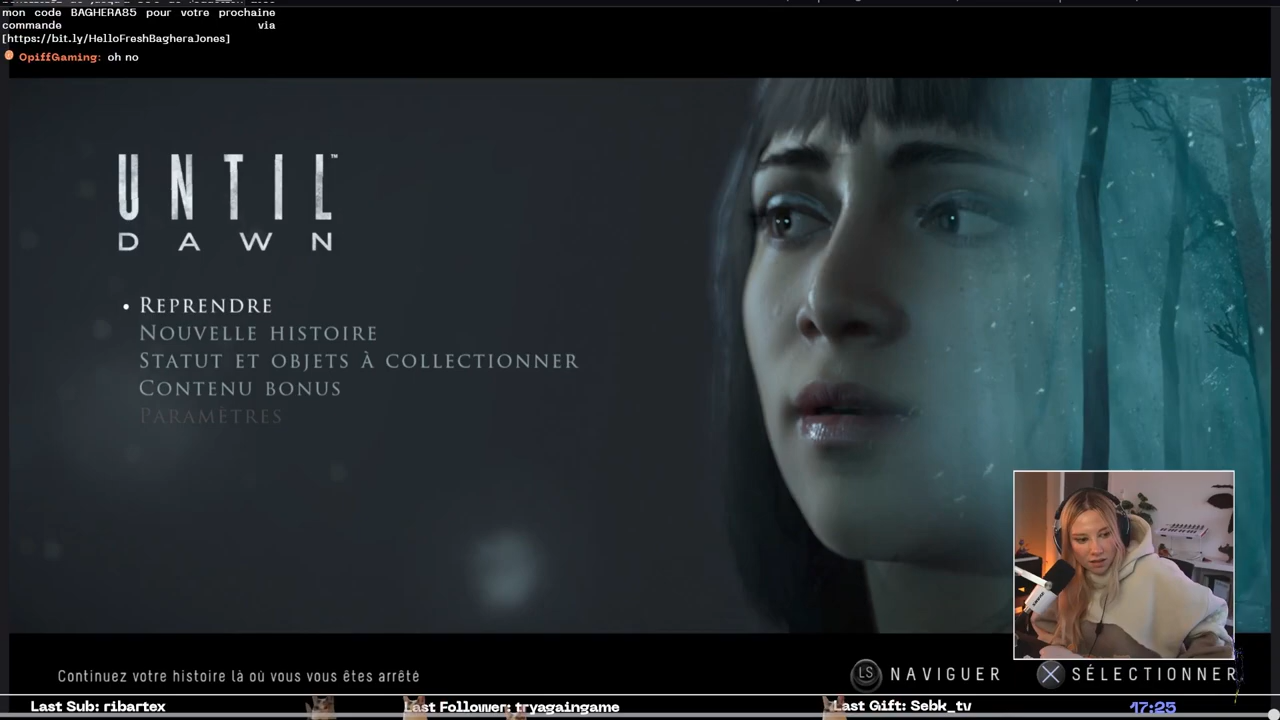 mon code BAGHERA85 pour votre prochaine
commande via
[https://bit.ly/HelloFreshBagheraJones]
OpiffGaming: oh no
UNTIL™
DAWN
• REPRENDRE
NOUVELLE HISTOIRE
STATUT ET OBJETS À COLLECTIONNER
CONTENU BONUS
PARAMÈTRES
Continuez votre histoire là où vous vous êtes arrêté
LS NAVIGUER
SÉLECTIONNER
Last Sub: ribartex
Last Follower: tryagaingame
Last Gift: Sebk_tv
17:25